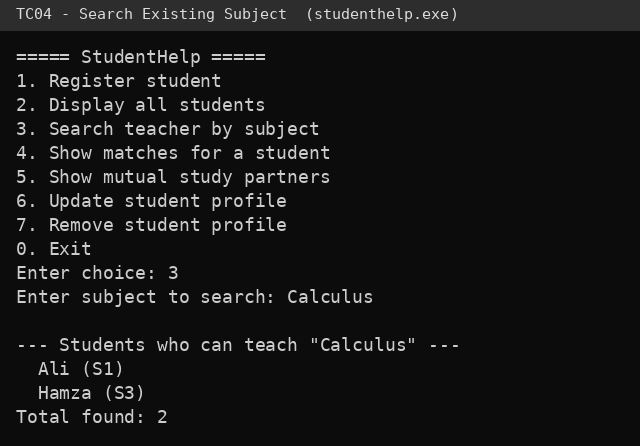 TC04 - Search Existing Subject  (studenthelp.exe)
===== StudentHelp =====
1. Register student
2. Display all students
3. Search teacher by subject
4. Show matches for a student
5. Show mutual study partners
6. Update student profile
7. Remove student profile
0. Exit
Enter choice: 3
Enter subject to search: Calculus
--- Students who can teach "Calculus" ---
Ali (S1)
Hamza (S3)
Total found: 2